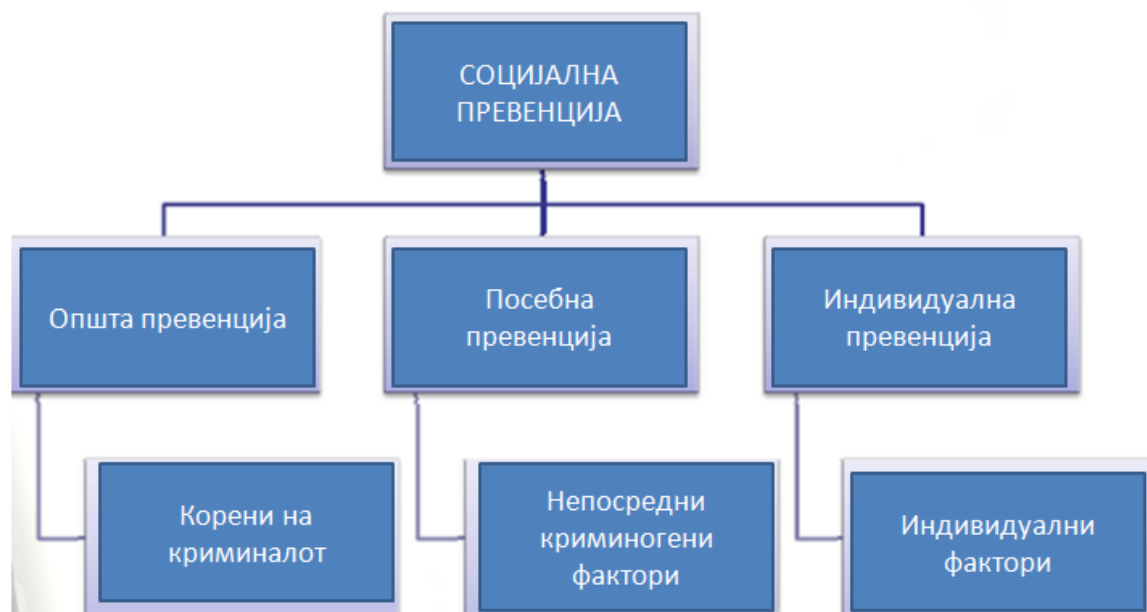 СОЦИЈАЛНА
ПРЕВЕНЦИЈА
Општа превенција
Посебна
превенција
Индивидуална
превенција
Корени на
криминалот
Непосредни
криминогени
фактори
Индивидуални
фактори